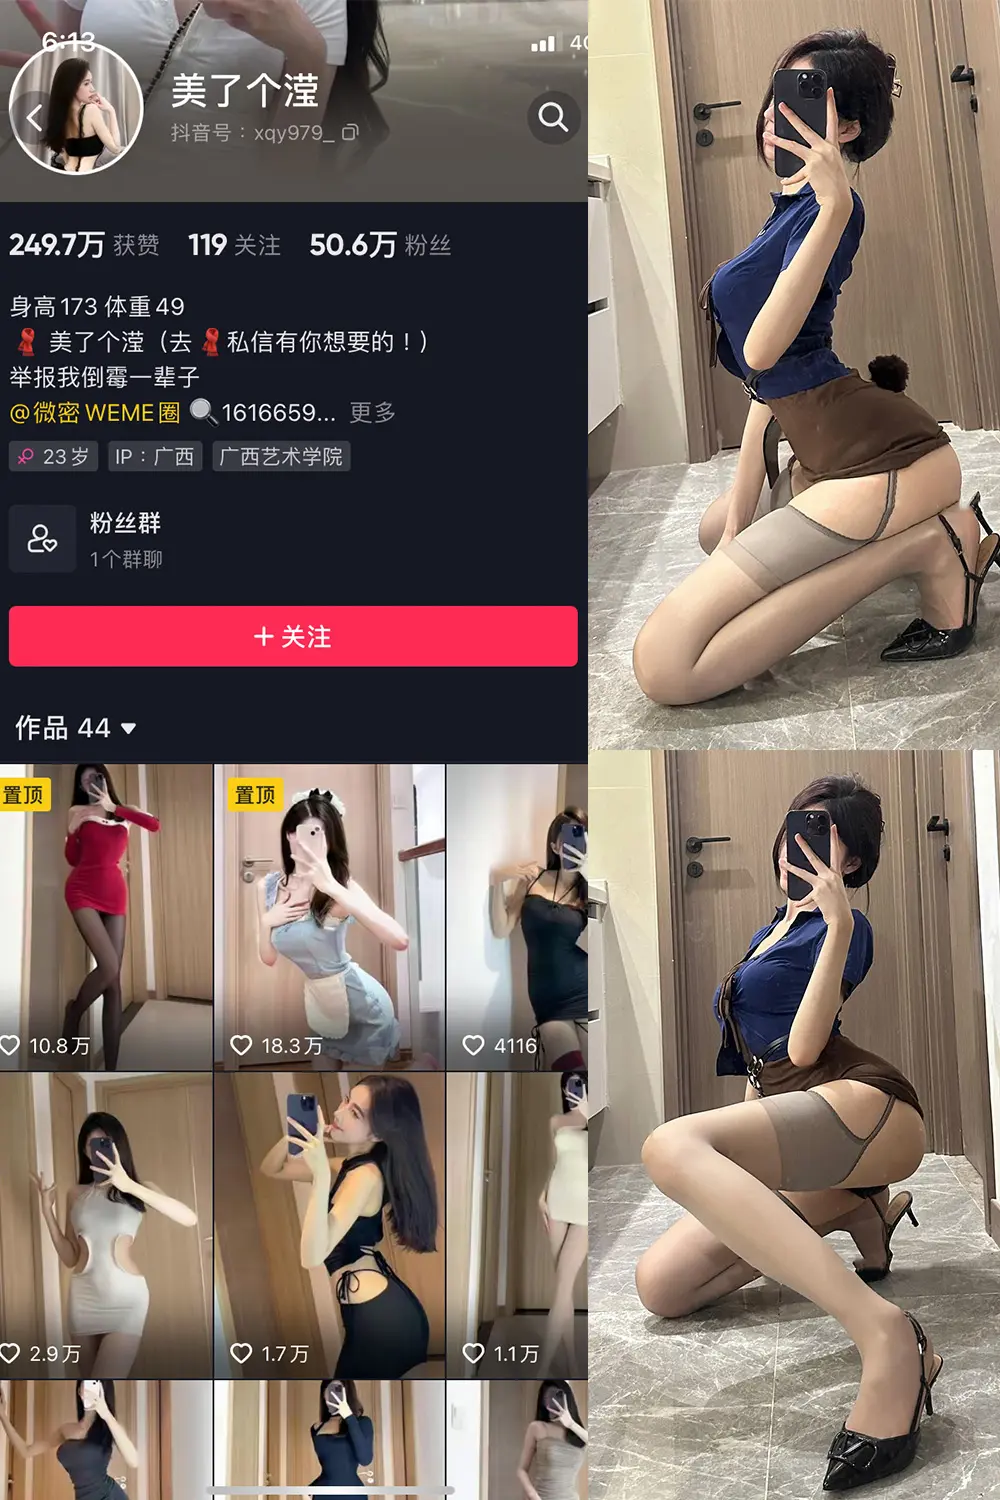 6:13
4G
美了个滢
抖音号：xqy979_
249.7万 获赞 119 关注 50.6万 粉丝
身高173 体重49
美了个滢（去 私信有你想要的！）
举报我倒霉一辈子
@微密 WEME圈 1616659... 更多
23岁 IP：广西 广西艺术学院
粉丝群
1个群聊
+ 关注
作品 44
置顶 置顶
10.8万 18.3万 4116
2.9万 1.7万 1.1万